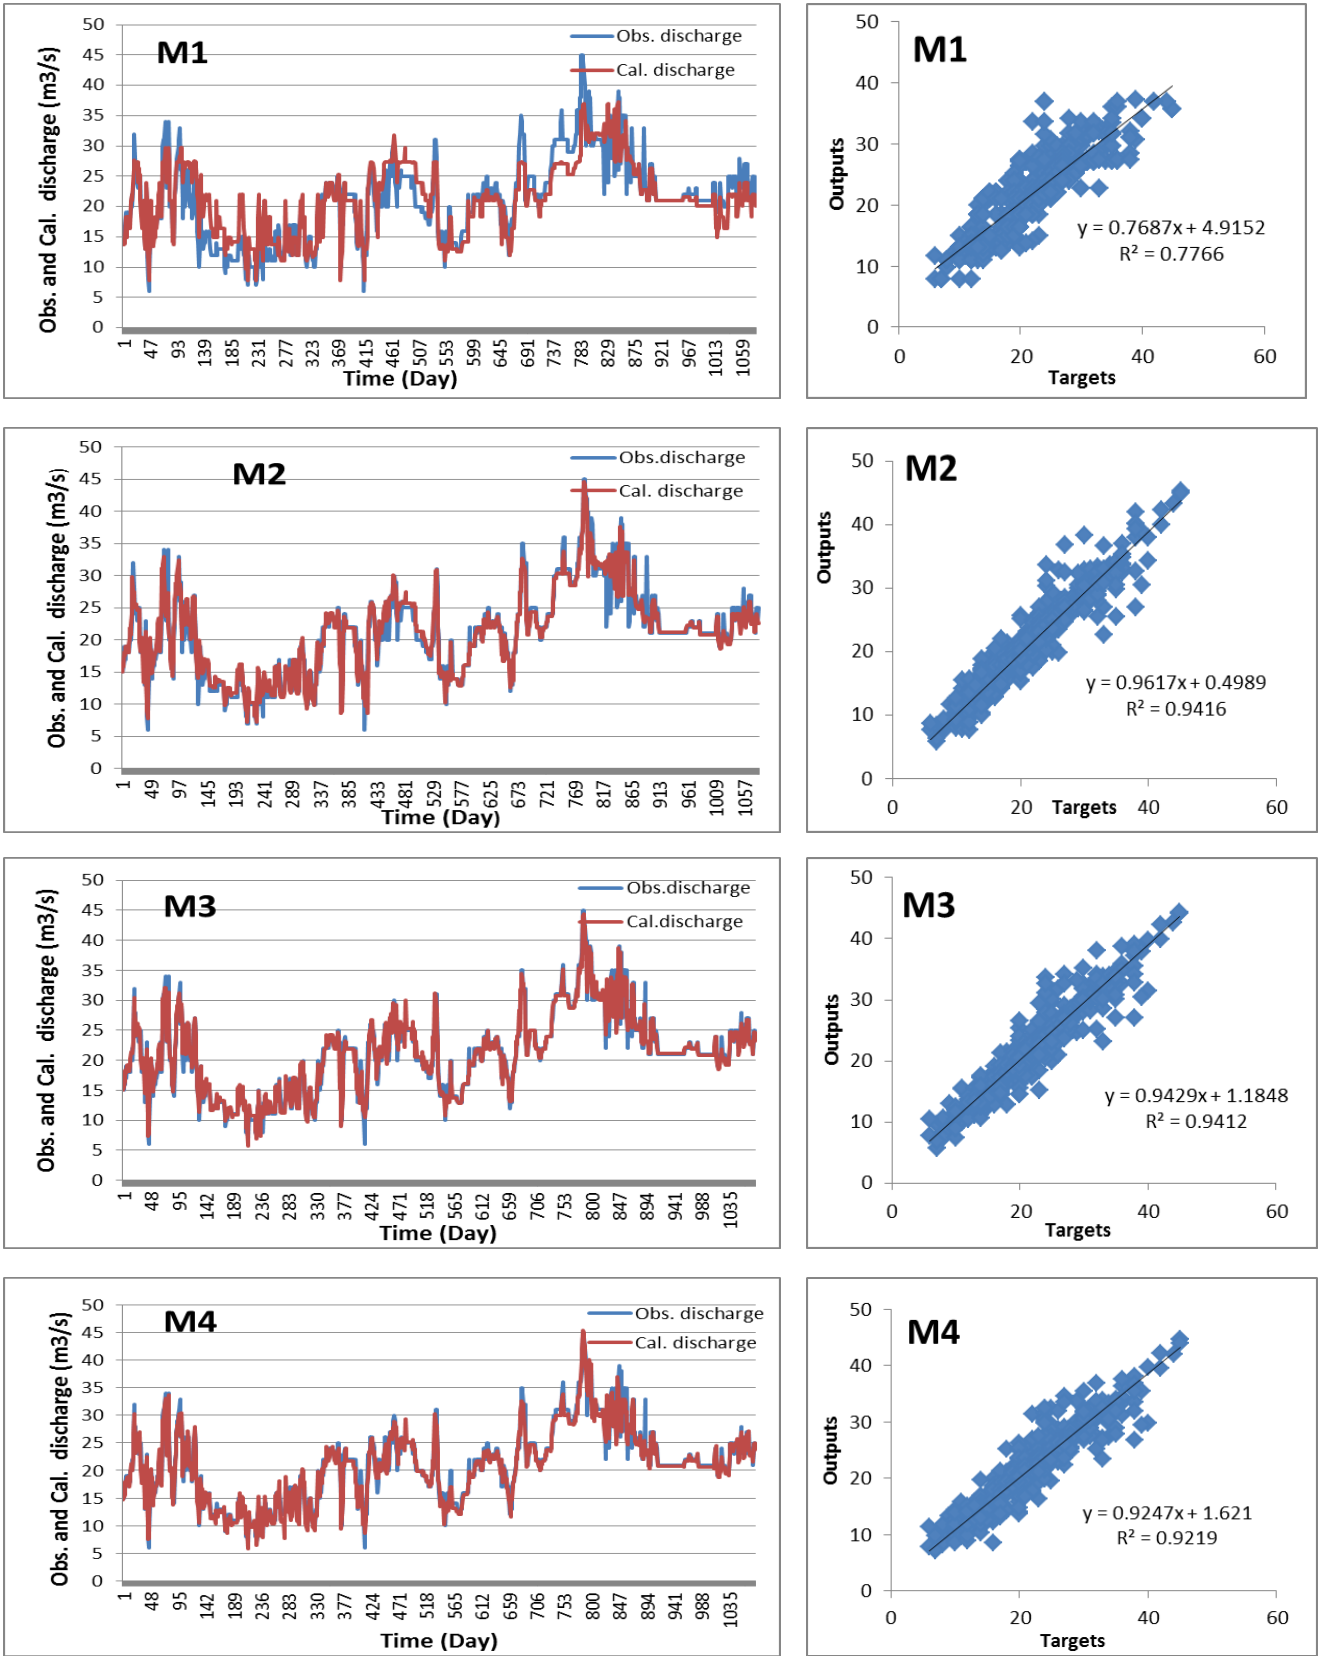 M1
Obs. discharge
Cal. discharge
Obs. and Cal. discharge (m3/s)
50
45
40
35
30
25
20
15
10
5
0
1 47 93 139 185 231 277 323 369 415 461 507 553 599 645 691 737 783 829 875 921 967 1013 1059
Time (Day)
M1
Outputs
50
40
30
20
10
0
y = 0.7687x + 4.9152
R² = 0.7766
0 20 40 60
Targets
M2
Obs.discharge
Cal. discharge
Obs. and Cal. discharge (m3/s)
50
45
40
35
30
25
20
15
10
5
0
1 49 97 145 193 241 289 337 385 433 481 529 577 625 673 721 769 817 865 913 961 1009 1057
Time (Day)
M2
Outputs
50
40
30
20
10
0
y = 0.9617x + 0.4989
R² = 0.9416
0 20 40 60
Targets
M3
Obs.discharge
Cal.discharge
Obs. and Cal. discharge (m3/s)
50
45
40
35
30
25
20
15
10
5
0
1 48 95 142 189 236 283 330 377 424 471 518 565 612 659 706 753 800 847 894 941 988 1035
Time (Day)
M3
Outputs
50
40
30
20
10
0
y = 0.9429x + 1.1848
R² = 0.9412
0 20 40 60
Targets
M4
Obs. discharge
Cal. discharge
Obs. and Cal. discharge (m3/s)
50
45
40
35
30
25
20
15
10
5
0
1 48 95 142 189 236 283 330 377 424 471 518 565 612 659 706 753 800 847 894 941 988 1035
Time (Day)
M4
Outputs
50
40
30
20
10
0
y = 0.9247x + 1.621
R² = 0.9219
0 20 40 60
Targets